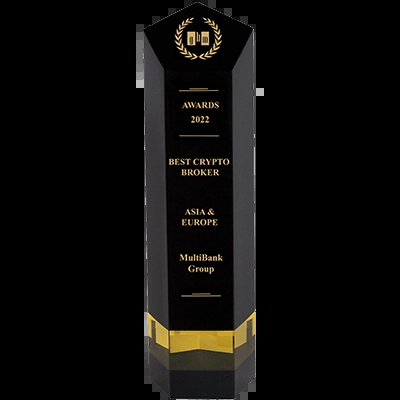 AWARDS
2022
BEST CRYPTO
BROKER
ASIA &
EUROPE
MultiBank
Group